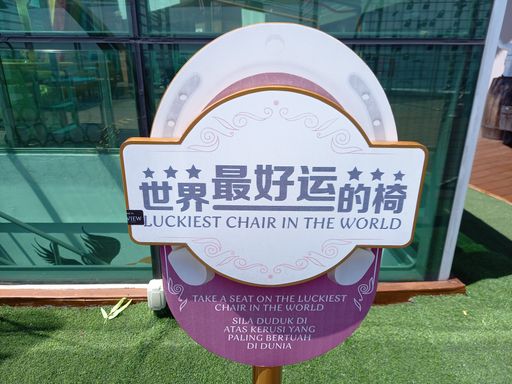 世界最好运的椅
VIEW
LUCKIEST CHAIR IN THE WORLD
TAKE A SEAT ON THE LUCKIEST
CHAIR IN THE WORLD
SILA DUDUK DI
ATAS KERUSI YANG
PALING BERTUAH
DI DUNIA